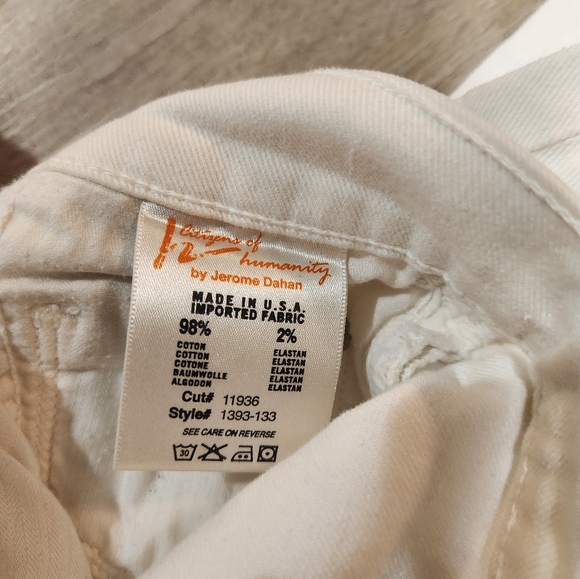 Citizens of
humanity
by Jerome Dahan
MADE IN U.S.A.
IMPORTED FABRIC
98% 2%
COTON ELASTAN
COTTON ELASTAN
COTONE ELASTAN
BAUMWOLLE ELASTAN
ALGODON ELASTAN
Cut# 11936
Style# 1393-133
SEE CARE ON REVERSE
30